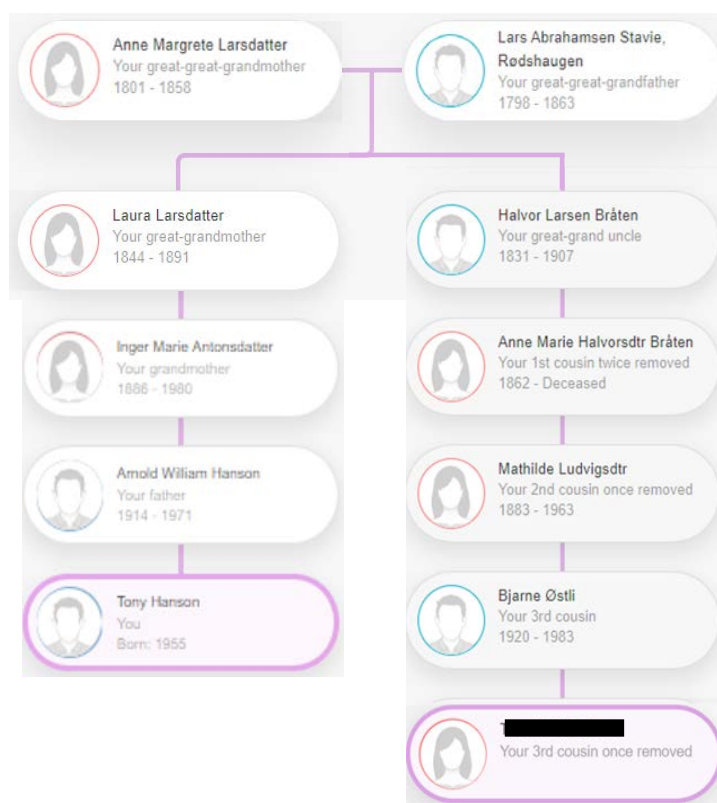 Anne Margrete Larsdatter
Your great-great-grandmother
1801 - 1858
Lars Abrahamsen Stavie,
Rødshaugen
Your great-great-grandfather
1798 - 1863
Laura Larsdatter
Your great-grandmother
1844 - 1891
Halvor Larsen Bråten
Your great-grand uncle
1831 - 1907
Inger Marie Antonsdatter
Your grandmother
1886 - 1980
Anne Marie Halvorsdtr Bråten
Your 1st cousin twice removed
1862 - Deceased
Arnold William Hanson
Your father
1914 - 1971
Mathilde Ludvigsdtr
Your 2nd cousin once removed
1883 - 1963
Tony Hanson
You
Born: 1955
Bjarne Østli
Your 3rd cousin
1920 - 1983
Your 3rd cousin once removed